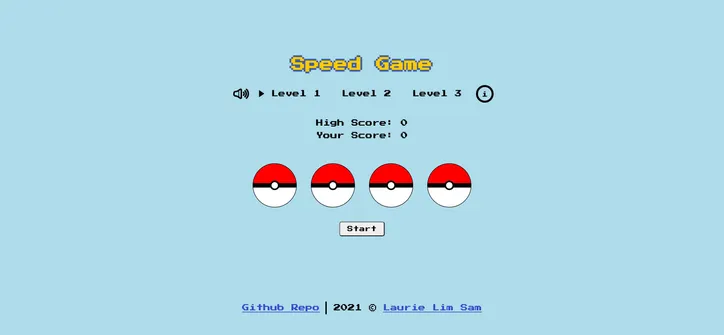 Speed Game
Level 1 Level 2 Level 3 i
High Score: 0
Your Score: 0
Start
Github Repo | 2021 © Laurie Lim Sam